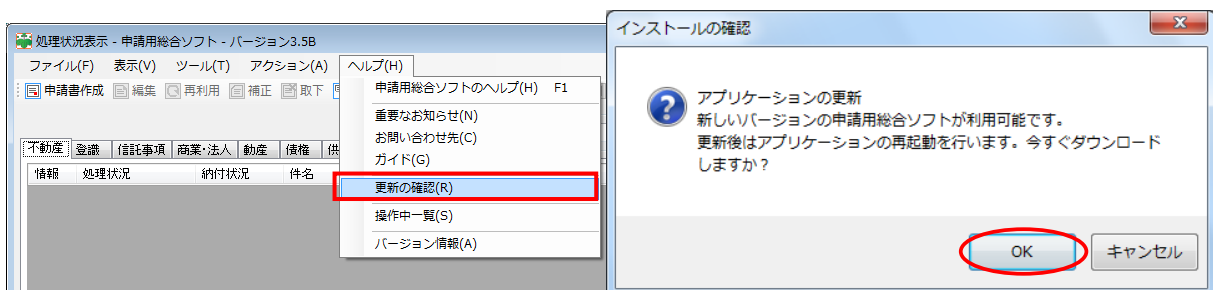 処理状況表示 - 申請用総合ソフト - バージョン3.5B
ファイル(F) 表示(V) ツール(T) アクション(A) ヘルプ(H)
申請書作成 編集 再利用 補正 取下
申請用総合ソフトのヘルプ(H) F1
重要なお知らせ(N)
お問い合わせ先(C)
ガイド(G)
更新の確認(R)
操作中一覧(S)
バージョン情報(A)
不動産 登識 信託事項 商業・法人 動産 債権 供
情報 処理状況 納付状況 件名
インストールの確認
アプリケーションの更新
新しいバージョンの申請用総合ソフトが利用可能です。
更新後はアプリケーションの再起動を行います。今すぐダウンロード
しますか？
OK キャンセル